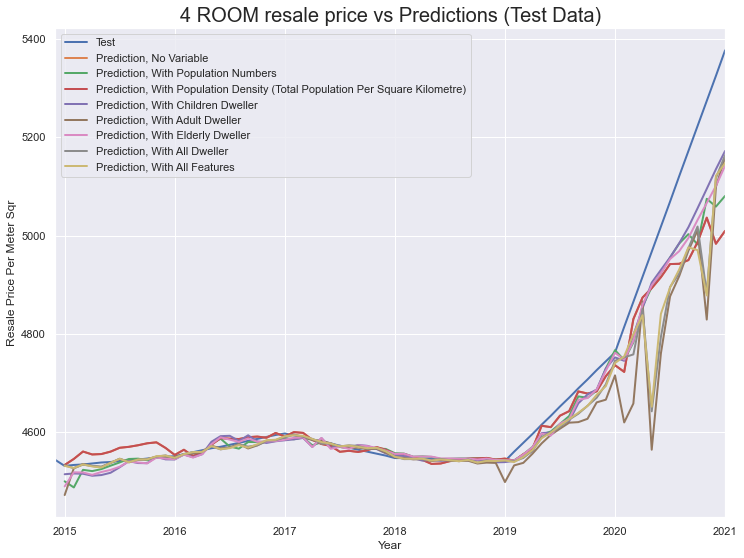 4 ROOM resale price vs Predictions (Test Data)
Test
Prediction, No Variable
Prediction, With Population Numbers
Prediction, With Population Density (Total Population Per Square Kilometre)
Prediction, With Children Dweller
Prediction, With Adult Dweller
Prediction, With Elderly Dweller
Prediction, With All Dweller
Prediction, With All Features
5400
5200
5000
4800
4600
Resale Price Per Meter Sqr
2015 2016 2017 2018 2019 2020 2021
Year